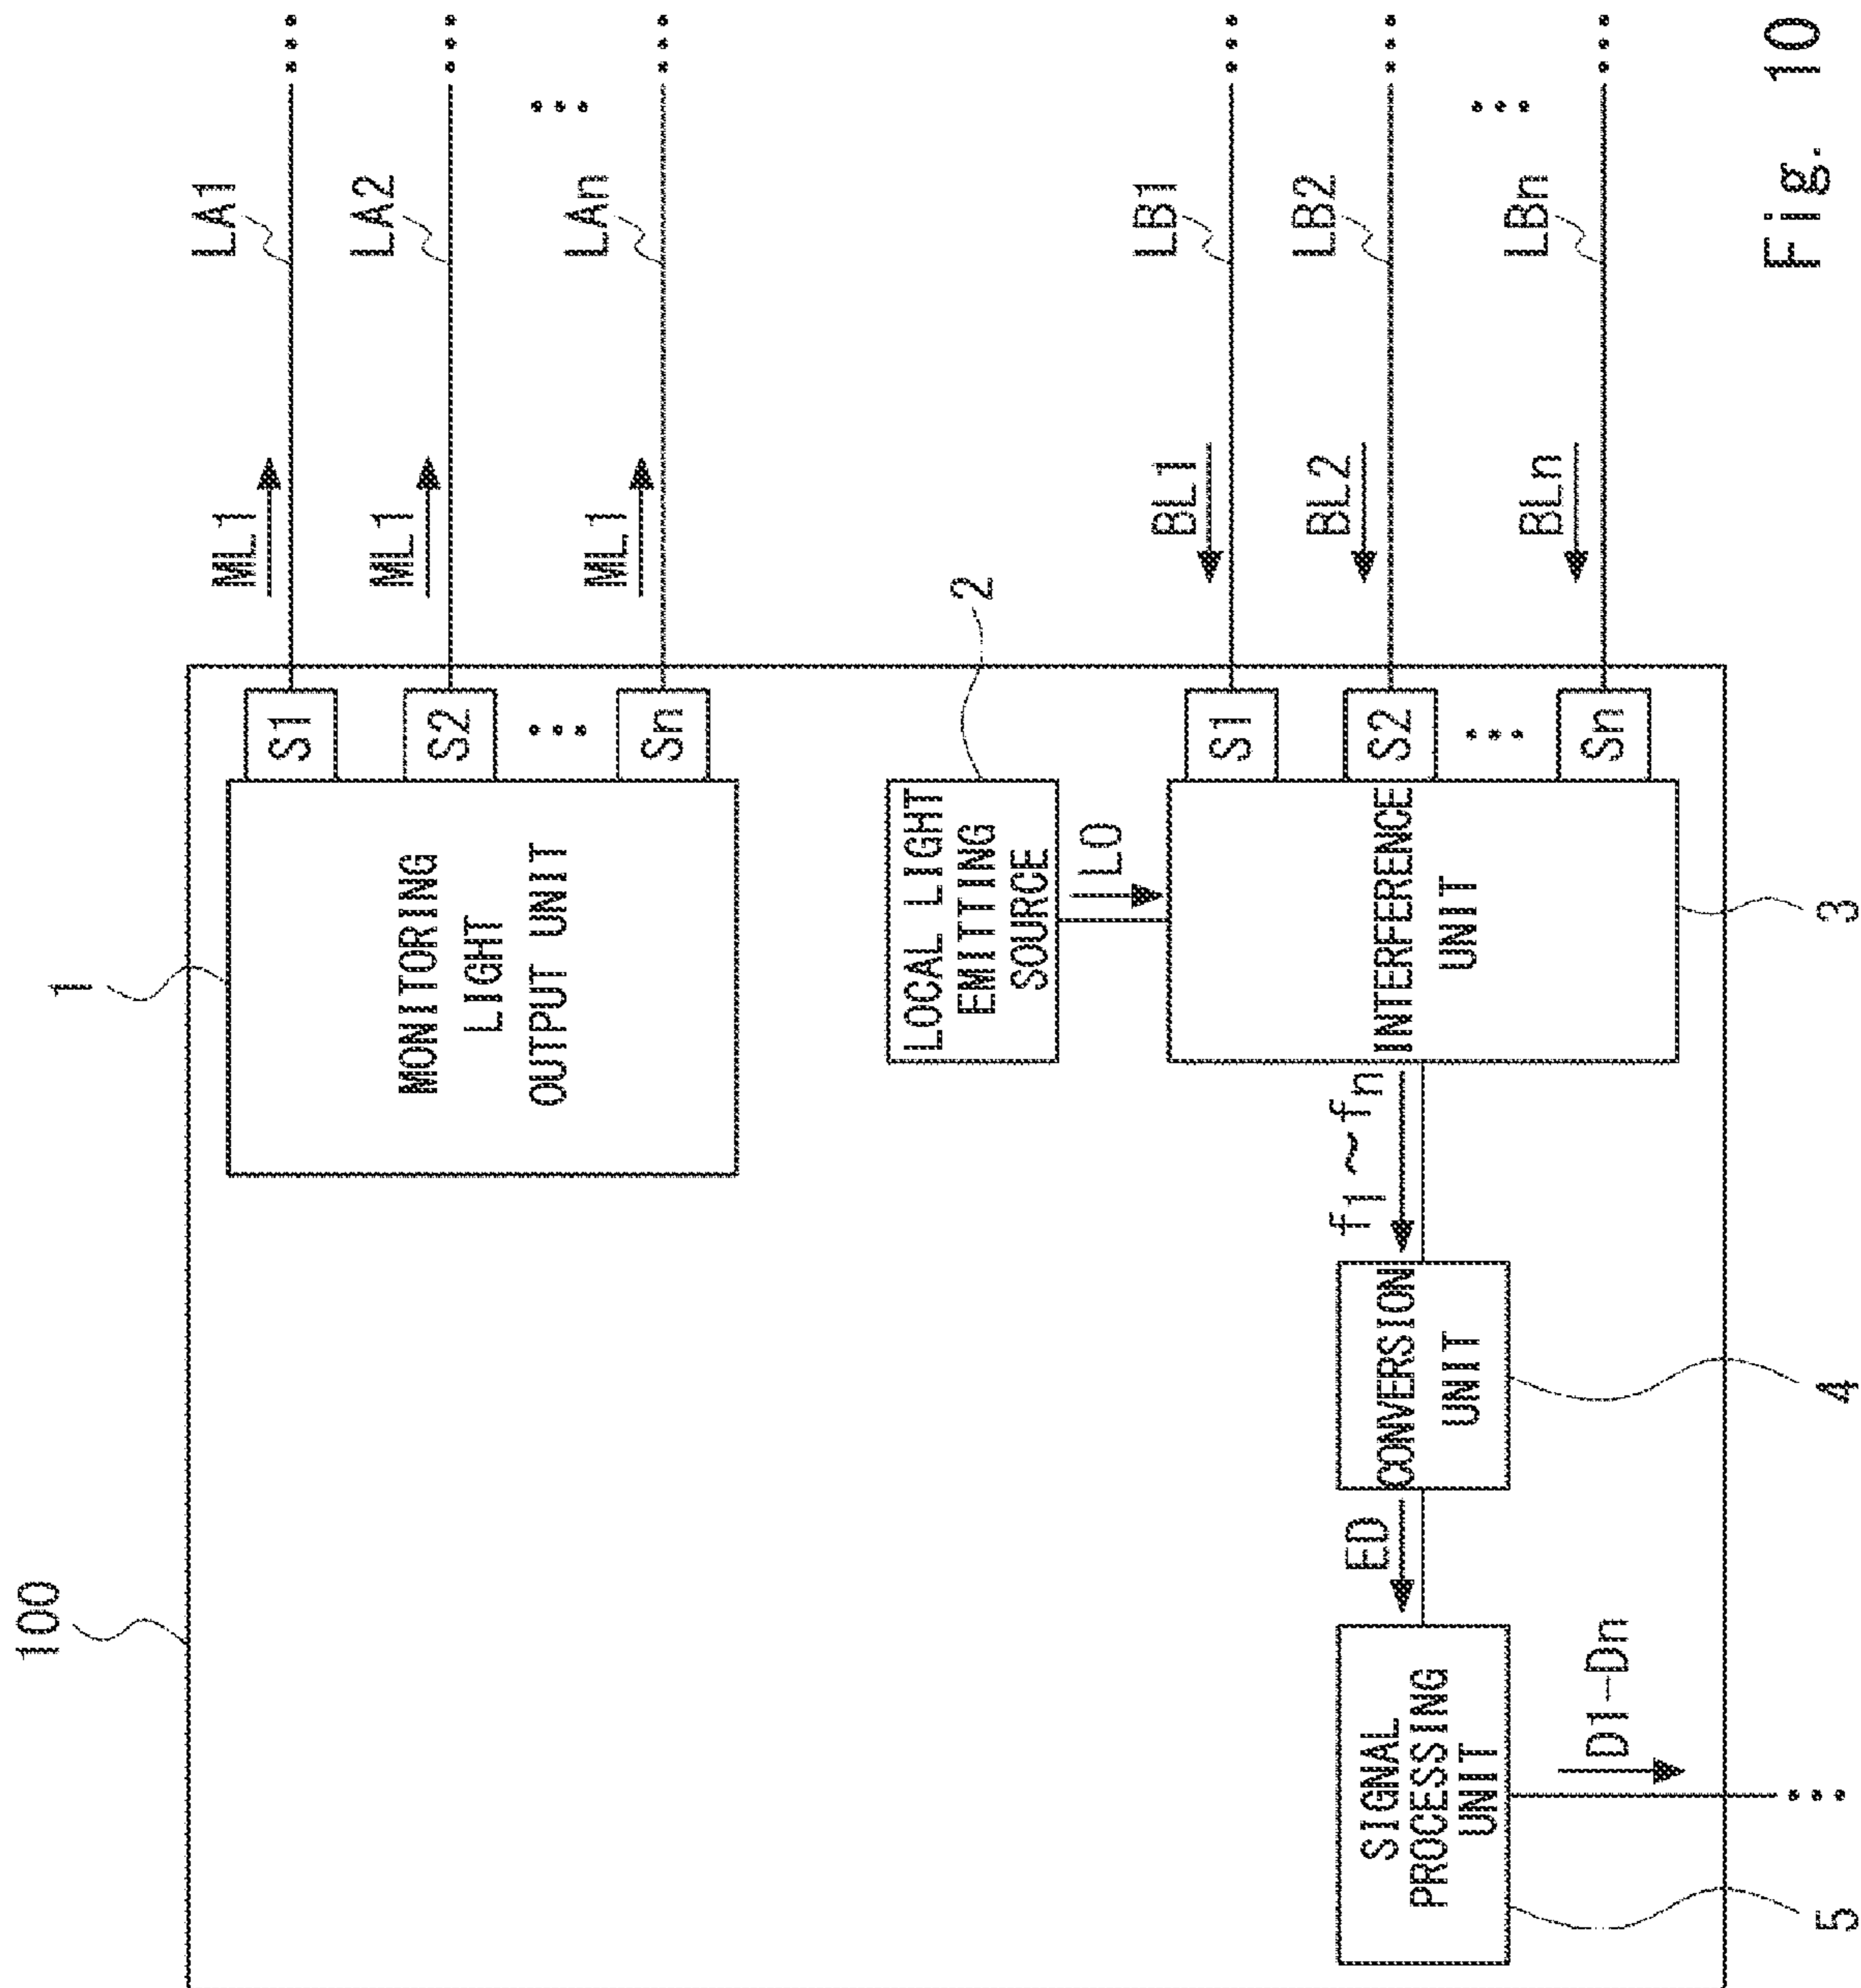 100
1
MONITORING
LIGHT
OUTPUT UNIT
S1
S2
Sn
ML1
ML1
ML1
LA1
LA2
LAn
2
LOCAL LIGHT
EMITTING
SOURCE
LO
INTERFERENCE
UNIT
3
S1
S2
Sn
BL1
BL2
BLn
LB1
LB2
LBn
f1~fn
CONVERSION
UNIT
4
ED
SIGNAL
PROCESSING
UNIT
5
D1-Dn
Fig. 10